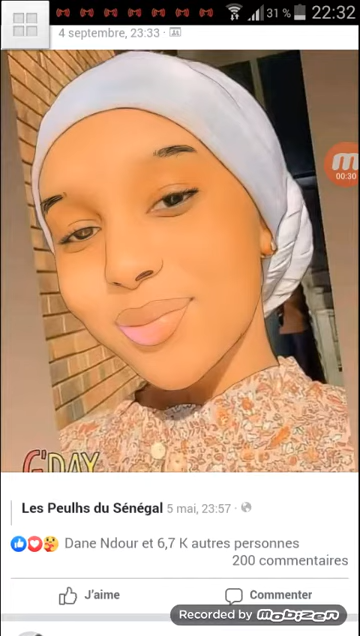 31 % 22:32
4 septembre, 23:33 ·
00:30
G'DAY
Les Peulhs du Sénégal 5 mai, 23:57 ·
Dane Ndour et 6,7 K autres personnes
200 commentaires
J'aime Commenter
Recorded by mobizen